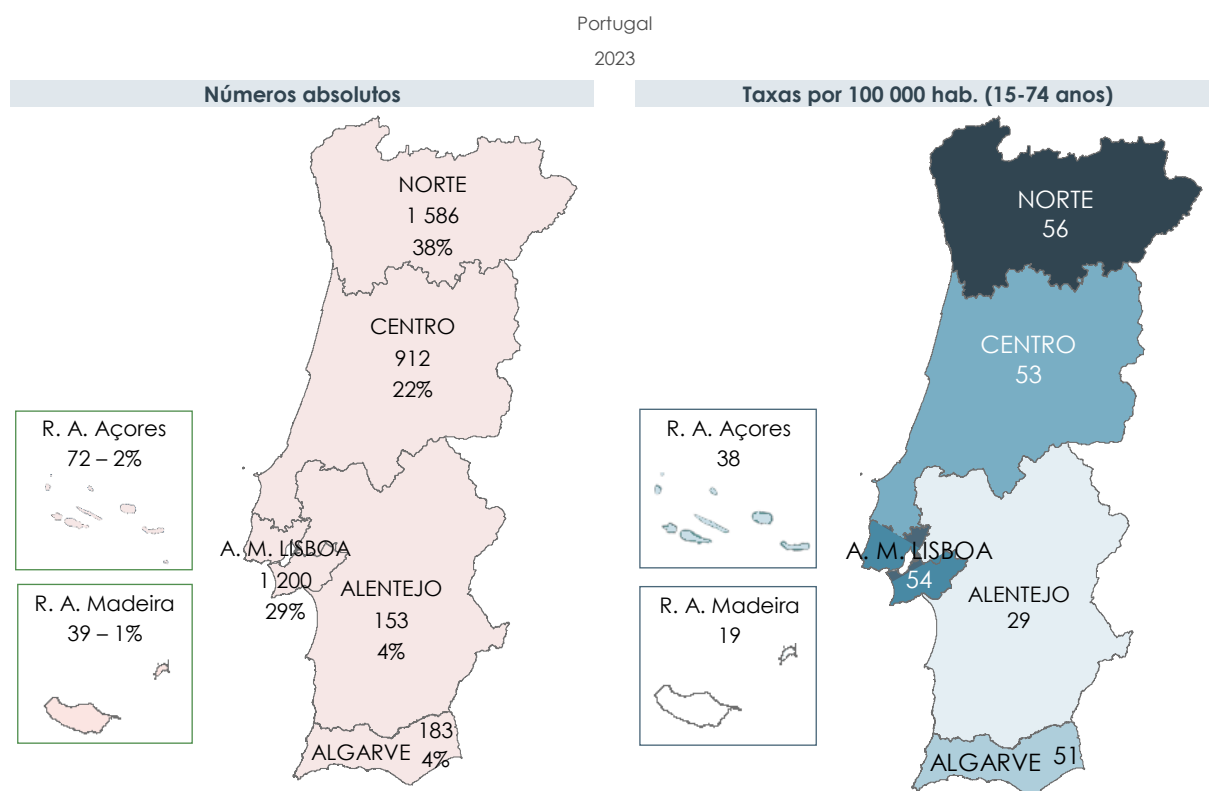 Portugal
2023
Números absolutos
NORTE
1 586
38%
CENTRO
912
22%
R. A. Açores
72 – 2%
A. M. LISBOA
1 200
29%
ALENTEJO
153
4%
R. A. Madeira
39 – 1%
ALGARVE
183
4%
Taxas por 100 000 hab. (15-74 anos)
NORTE
56
CENTRO
53
R. A. Açores
38
A. M. LISBOA
54
ALENTEJO
29
R. A. Madeira
19
ALGARVE 51